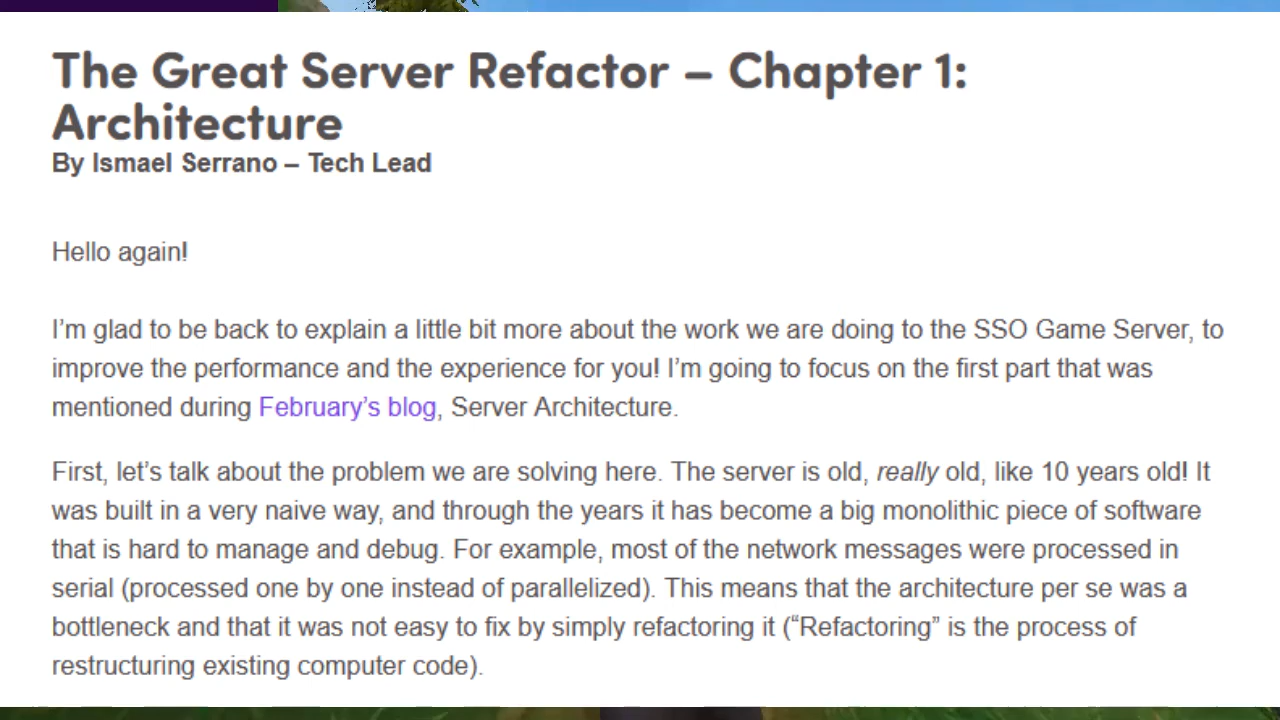 The Great Server Refactor – Chapter 1:
Architecture
By Ismael Serrano – Tech Lead
Hello again!
I’m glad to be back to explain a little bit more about the work we are doing to the SSO Game Server, to
improve the performance and the experience for you! I’m going to focus on the first part that was
mentioned during February’s blog, Server Architecture.
First, let’s talk about the problem we are solving here. The server is old, really old, like 10 years old! It
was built in a very naive way, and through the years it has become a big monolithic piece of software
that is hard to manage and debug. For example, most of the network messages were processed in
serial (processed one by one instead of parallelized). This means that the architecture per se was a
bottleneck and that it was not easy to fix by simply refactoring it (“Refactoring” is the process of
restructuring existing computer code).